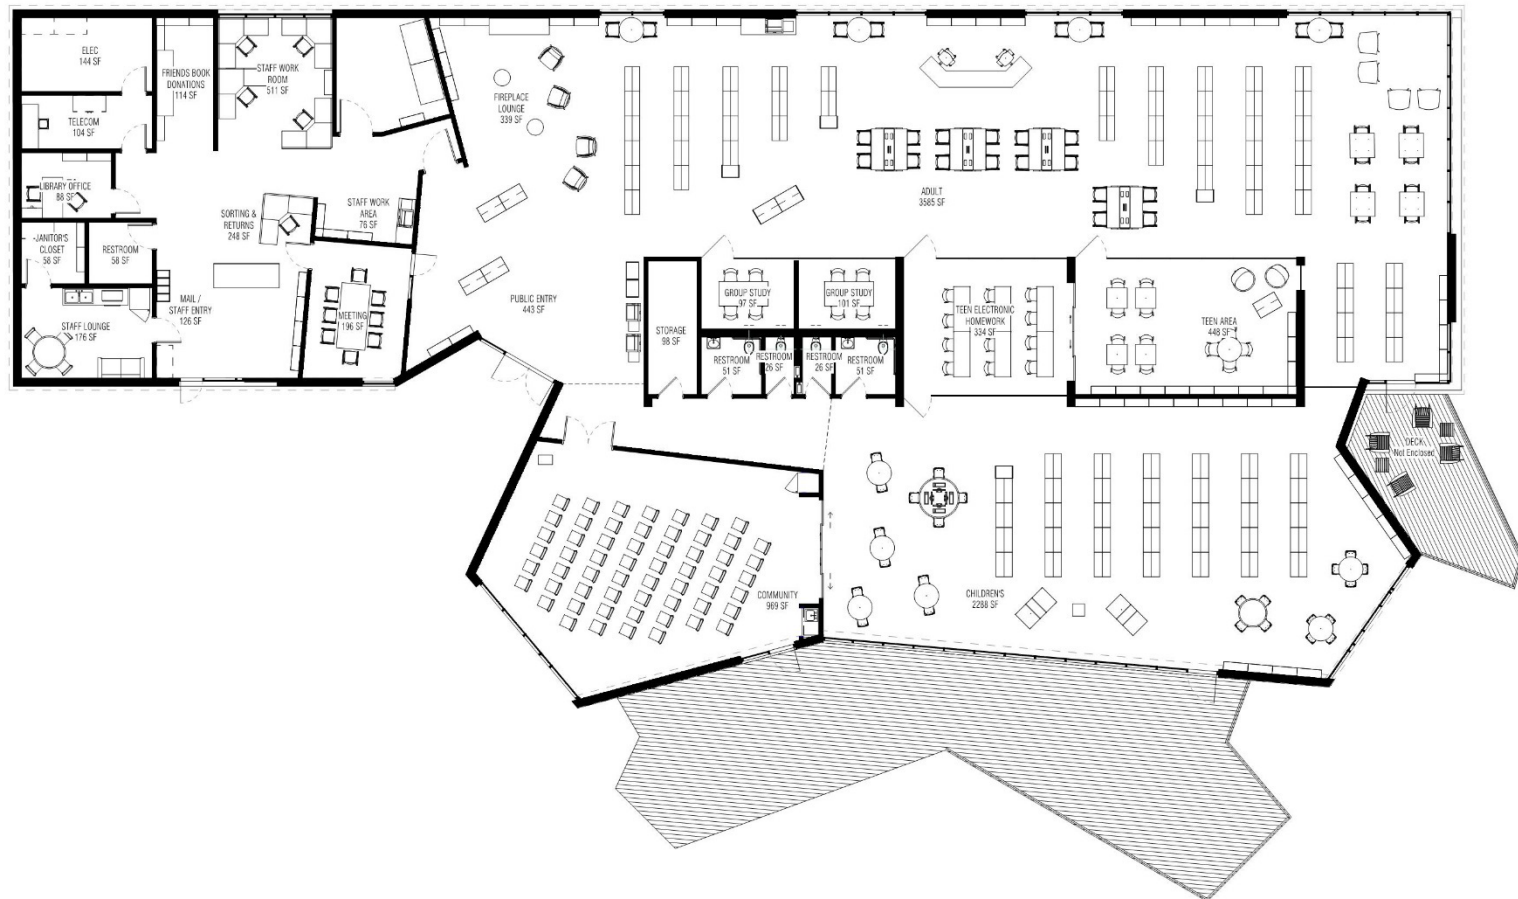 ELEC
144 SF
FRIENDS BOOK
DONATIONS
114 SF
STAFF WORK
ROOM
511 SF
TELECOM
104 SF
FIREPLACE
LOUNGE
339 SF
LIBRARY OFFICE
88 SF
ADULT
3585 SF
STAFF WORK
AREA
76 SF
SORTING &
RETURNS
248 SF
JANITOR'S
CLOSET
58 SF
RESTROOM
58 SF
MAIL /
STAFF ENTRY
126 SF
PUBLIC ENTRY
443 SF
GROUP STUDY
97 SF
GROUP STUDY
101 SF
TEEN ELECTRONIC
HOMEWORK
334 SF
TEEN AREA
448 SF
STAFF LOUNGE
176 SF
MEETING
196 SF
STORAGE
98 SF
RESTROOM
51 SF
RESTROOM
26 SF
RESTROOM
26 SF
RESTROOM
51 SF
DECK
Not Enclosed
COMMUNITY
969 SF
CHILDREN'S
2288 SF